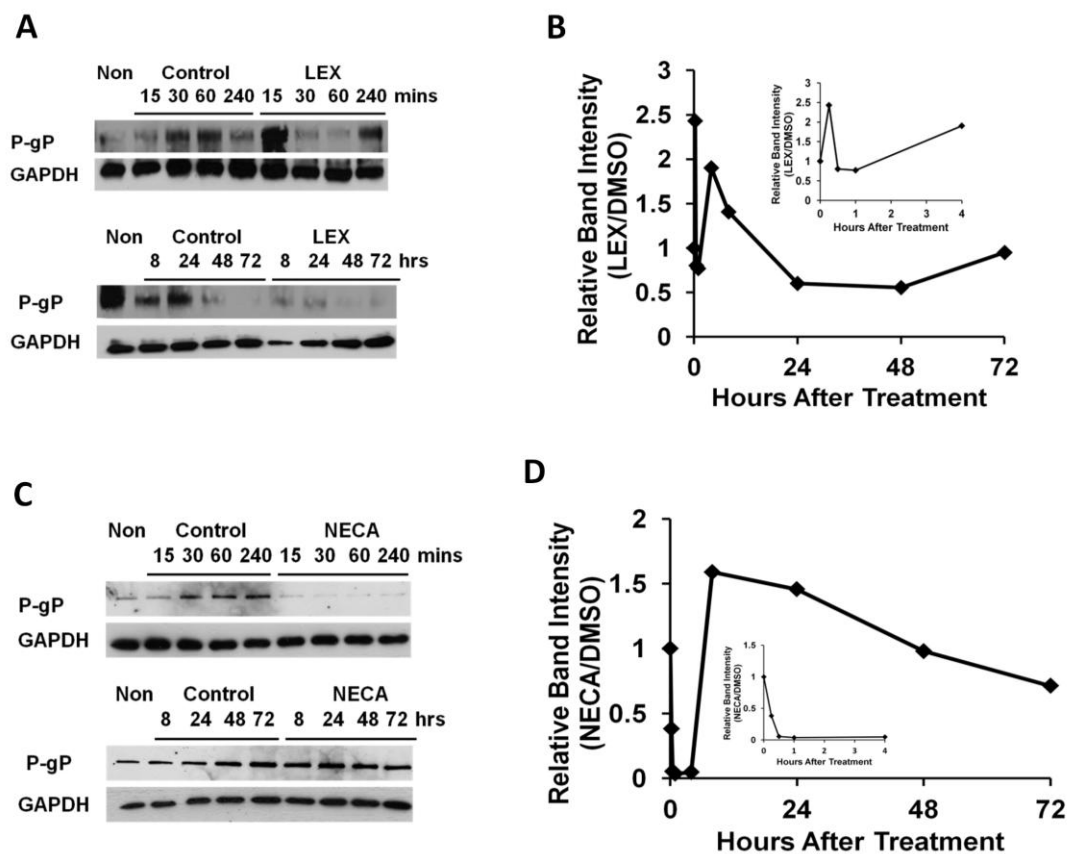 A
Non Control LEX
15 30 60 240 15 30 60 240 mins
P-gP
GAPDH
Non Control LEX
8 24 48 72 8 24 48 72 hrs
P-gP
GAPDH
B
Relative Band Intensity
(LEX/DMSO)
3
2.5
2
1.5
1
0.5
0
0 24 48 72
Hours After Treatment
Relative Band Intensity
(LEX/DMSO)
3
2.5
2
1.5
1
0.5
0
0 1 2 3 4
Hours After Treatment
C
Non Control NECA
15 30 60 240 15 30 60 240 mins
P-gP
GAPDH
Non Control NECA
8 24 48 72 8 24 48 72 hrs
P-gP
GAPDH
D
Relative Band Intensity
(NECA/DMSO)
2
1.5
1
0.5
0
0 24 48 72
Hours After Treatment
Relative Band Intensity
(NECA/DMSO)
1.5
1
0.5
0
0 1 2 3 4
Hours After Treatment